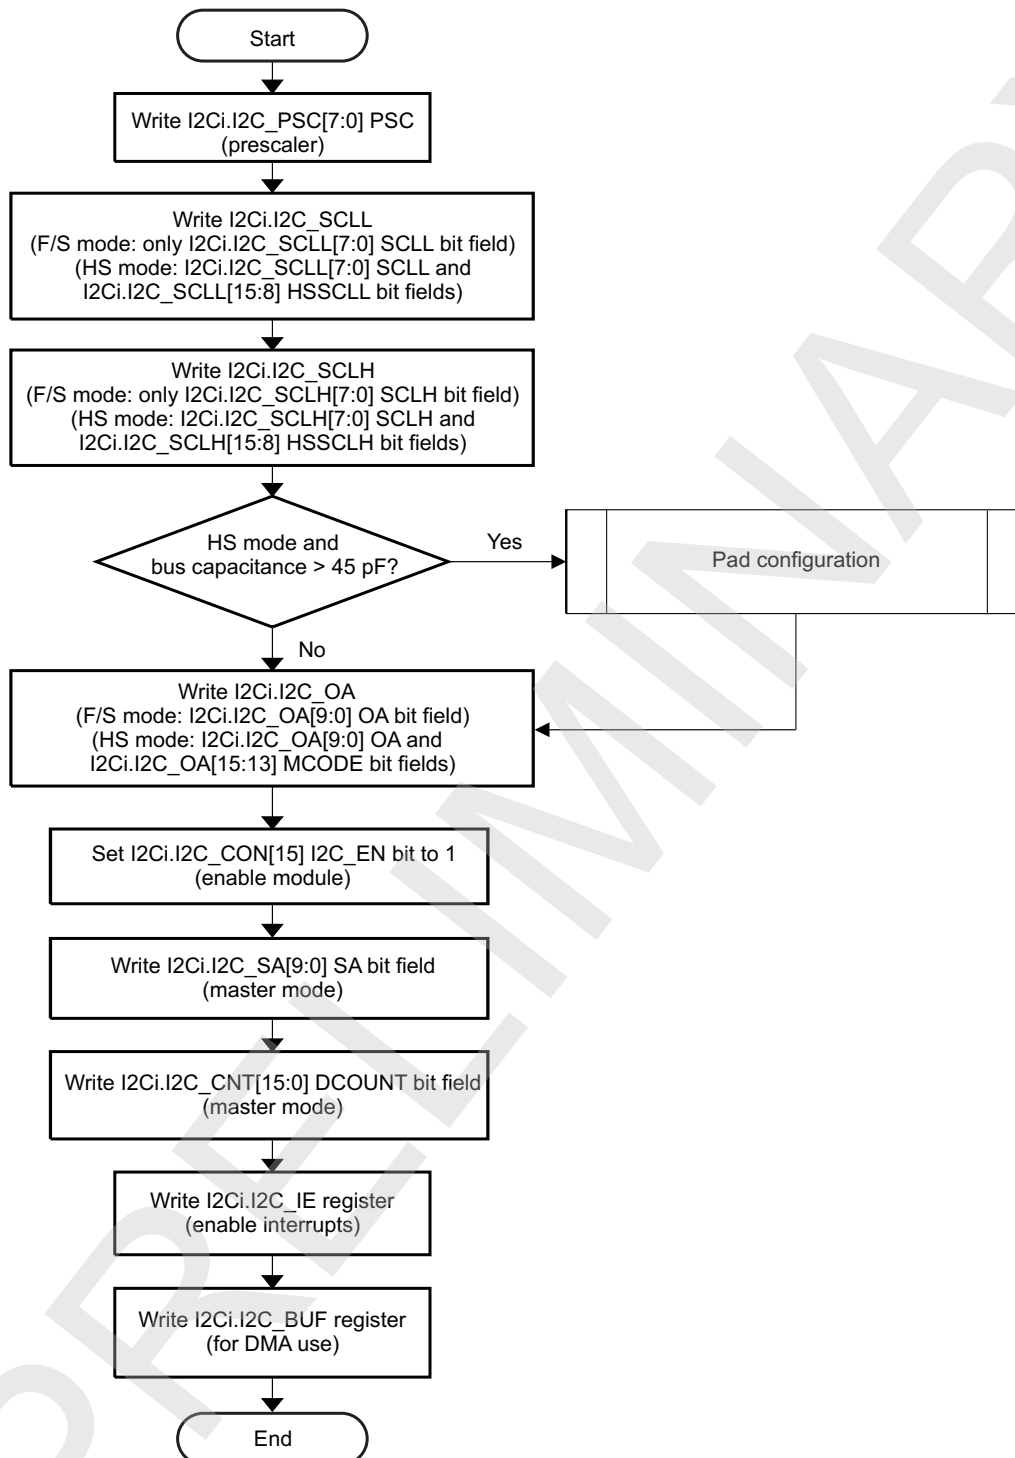 Start
Write I2Ci.I2C_PSC[7:0] PSC
(prescaler)
Write I2Ci.I2C_SCLL
(F/S mode: only I2Ci.I2C_SCLL[7:0] SCLL bit field)
(HS mode: I2Ci.I2C_SCLL[7:0] SCLL and
I2Ci.I2C_SCLL[15:8] HSSCLL bit fields)
Write I2Ci.I2C_SCLH
(F/S mode: only I2Ci.I2C_SCLH[7:0] SCLH bit field)
(HS mode: I2Ci.I2C_SCLH[7:0] SCLH and
I2Ci.I2C_SCLH[15:8] HSSCLH bit fields)
HS mode and
bus capacitance > 45 pF?
Yes
Pad configuration
No
Write I2Ci.I2C_OA
(F/S mode: I2Ci.I2C_OA[9:0] OA bit field)
(HS mode: I2Ci.I2C_OA[9:0] OA and
I2Ci.I2C_OA[15:13] MCODE bit fields)
Set I2Ci.I2C_CON[15] I2C_EN bit to 1
(enable module)
Write I2Ci.I2C_SA[9:0] SA bit field
(master mode)
Write I2Ci.I2C_CNT[15:0] DCOUNT bit field
(master mode)
Write I2Ci.I2C_IE register
(enable interrupts)
Write I2Ci.I2C_BUF register
(for DMA use)
End
PRELIMINAR